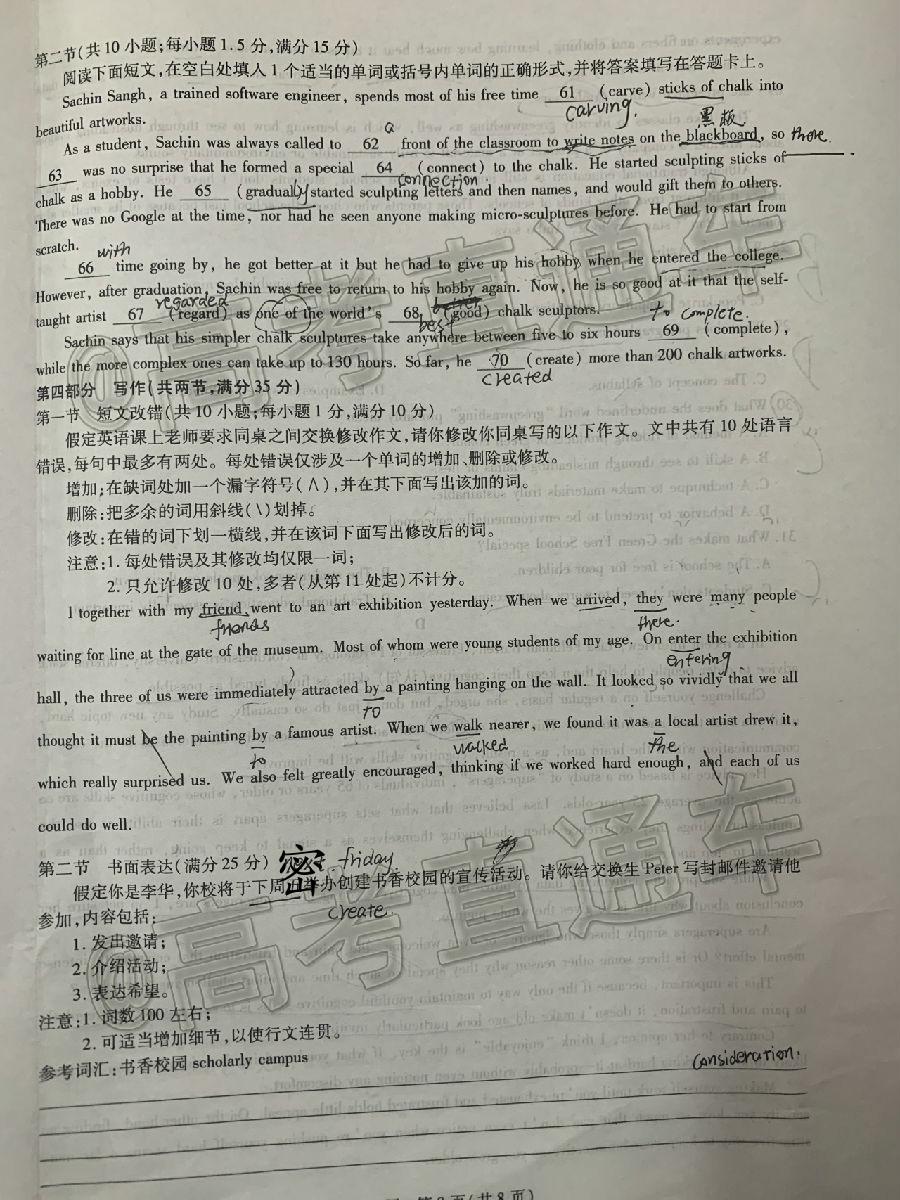 第二节(共10小题;每小题1.5分,满分15分)
阅读下面短文,在空白处填入1个适当的单词或括号内单词的正确形式,并将答案填写在答题卡上。
Sachin Sangh, a trained software engineer, spends most of his free time 61 (carve) sticks of chalk into
carving.
黑板
beautiful artworks.
a
As a student, Sachin was always called to 62 front of the classroom to write notes on the blackboard, so there
63 was no surprise that he formed a special 64 (connect) to the chalk. He started sculpting sticks of
connection
chalk as a hobby. He 65 (gradually started sculpting letters and then names, and would gift them to others.
There was no Google at the time, nor had he seen anyone making micro-sculptures before. He had to start from
scratch.
with
66 time going by, he got better at it but he had to give up his hobby when he entered the college.
However, after graduation, Sachin was free to return to his hobby again. Now, he is so good at it that the self-
regarded
taught artist 67 (regard) as one of the world's 68 (good) chalk sculptors.
best
to complete.
Sachin says that his simpler chalk sculptures take anywhere between five to six hours 69 (complete),
while the more complex ones can take up to 130 hours. So far, he 70 (create) more than 200 chalk artworks.
created
第四部分 写作(共两节,满分35分)
第一节 短文改错(共10小题;每小题1分,满分10分)
假定英语课上老师要求同桌之间交换修改作文,请你修改你同桌写的以下作文。文中共有10处语言
错误,每句中最多有两处。每处错误仅涉及一个单词的增加、删除或修改。
增加:在缺词处加一个漏字符号(∧),并在其下面写出该加的词。
删除:把多余的词用斜线(\)划掉。
修改:在错的词下划一横线,并在该词下面写出修改后的词。
注意:1. 每处错误及其修改均仅限一词;
2. 只允许修改10处,多者(从第11处起)不计分。
I together with my friend went to an art exhibition yesterday. When we arrived, they were many people
friends
there.
waiting for line at the gate of the museum. Most of whom were young students of my age. On enter the exhibition
entering.
hall, the three of us were immediately attracted by a painting hanging on the wall. It looked so vividly that we all
to
thought it must be the painting by a famous artist. When we walk nearer, we found it was a local artist drew it,
to
walked
the
which really surprised us. We also felt greatly encouraged, thinking if we worked hard enough, and each of us
could do well.
第二节 书面表达(满分25分)
friday
假定你是李华,你校将于下周五举办创建书香校园的宣传活动。请你给交换生Peter写封邮件邀请他
密
create
参加,内容包括:
1. 发出邀请;
2. 介绍活动;
3. 表达希望。
注意:1. 词数100左右;
2. 可适当增加细节,以使行文连贯。
参考词汇:书香校园 scholarly campus
consideration.
@高考直通车
@高考直通车